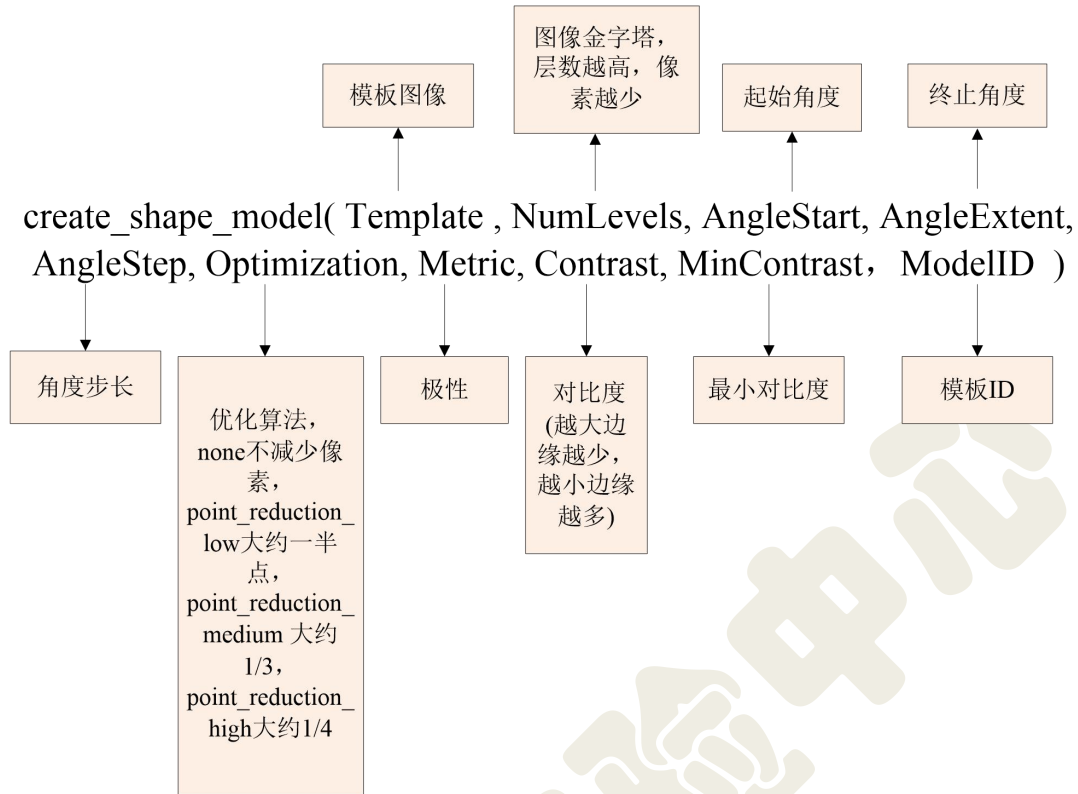 图像金字塔，
层数越高，像
素越少
模板图像
起始角度
终止角度
create_shape_model( Template , NumLevels, AngleStart, AngleExtent,
AngleStep, Optimization, Metric, Contrast, MinContrast， ModelID )
角度步长
优化算法，
none不减少像
素，
point_reduction_
low大约一半
点，
point_reduction_
medium 大约
1/3，
point_reduction_
high大约1/4
极性
对比度
(越大边
缘越少，
越小边缘
越多)
最小对比度
模板ID
验中心